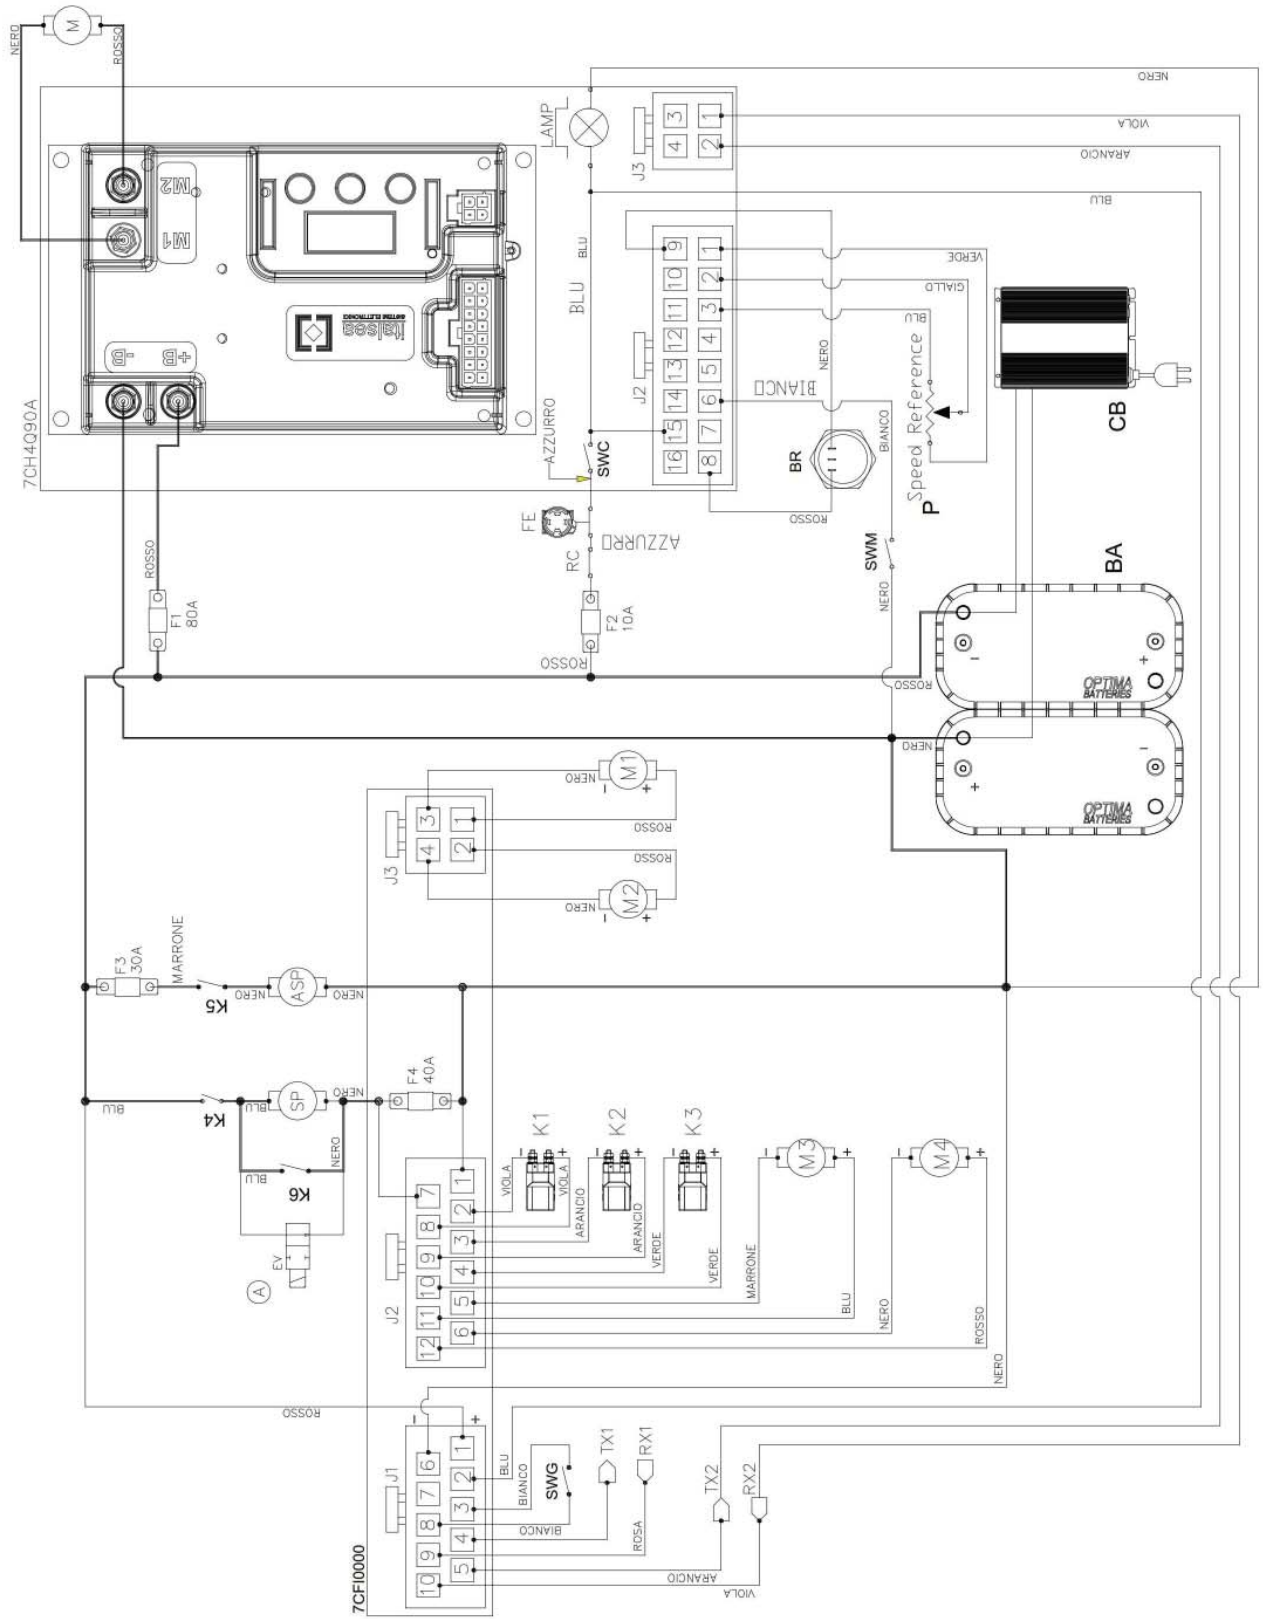 NERO
M
ROSSO
NERO
7CH4Q90A
M2
M1
italsea
-B
+B
LAMP
J3
3
1
4
2
VIOLA
ARANCIO
BLU
BLU
BLU
J2
9
1
10
2
11
3
12
4
13
5
14
6
15
7
16
8
VERDE
GIALLO
BLU
NERO
BIANCO
BIANCO
Speed Reference
P
BR
ROSSO
AZZURRO
SWC
FE
RC
AZZURRO
SWM
NERO
CB
BA
ROSSO
F1
80A
F2
10A
ROSSO
ROSSO
NERO
-
+
OPTIMA
BATTERIES
+
-
OPTIMA
BATTERIES
J3
3
1
4
2
NERO
-
M1
+
ROSSO
ROSSO
NERO
-
M2
+
F3
30A
MARRONE
K5
NERO
ASP
NERO
BLU
K4
BLU
SP
NERO
F4
40A
BLU
K6
NERO
EV
A
J2
7
1
8
2
9
3
10
4
11
5
12
6
VIOLA
-
K1
+
VIOLA
ARANCIO
-
K2
+
ARANCIO
VERDE
-
K3
+
VERDE
MARRONE
-
M3
+
BLU
NERO
-
M4
+
ROSSO
NERO
ROSSO
-
+
J1
6
1
7
2
8
3
9
4
10
5
BLU
BIANCO
SWG
BIANCO
TX1
RX1
ROSA
TX2
RX2
ARANCIO
VIOLA
7CFI0000